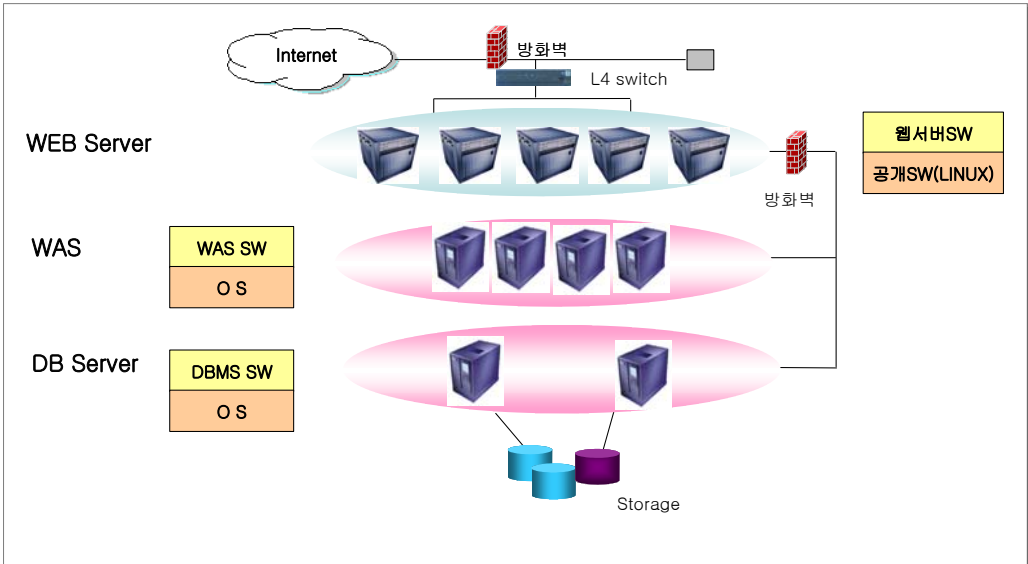 Internet
방화벽
L4 switch
WEB Server
웹서버SW
공개SW(LINUX)
방화벽
WAS
WAS SW
O S
DB Server
DBMS SW
O S
Storage